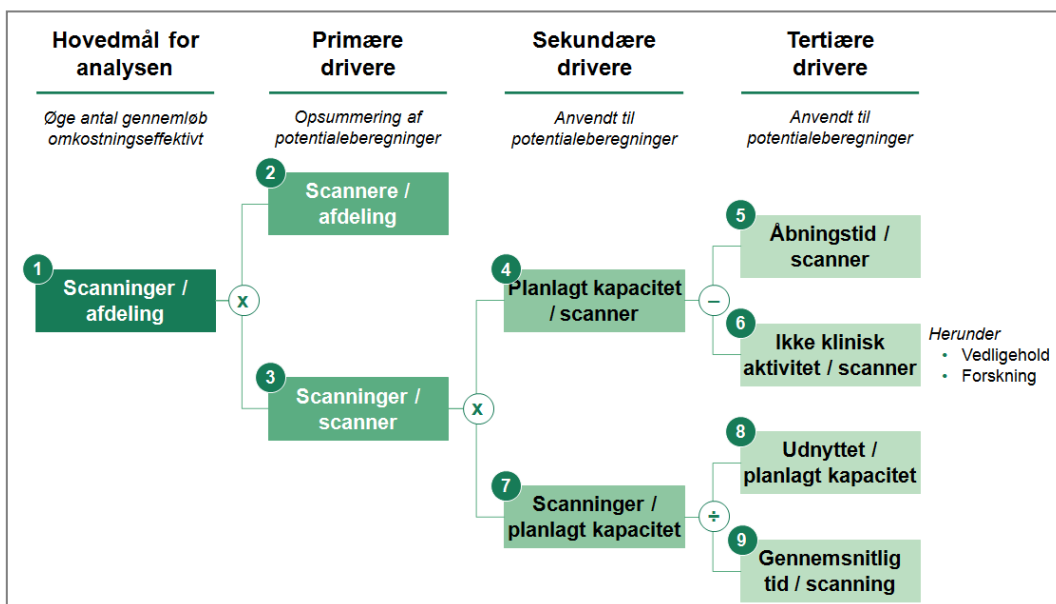 Hovedmål for
analysen
Primære
drivere
Sekundære
drivere
Tertiære
drivere
Øge antal gennemløb
omkostningseffektivt
Opsummering af
potentialeberegninger
Anvendt til
potentialeberegninger
Anvendt til
potentialeberegninger
1
Scanninger /
afdeling
x
2
Scannere /
afdeling
3
Scanninger /
scanner
x
4
Planlagt kapacitet
/ scanner
–
5
Åbningstid /
scanner
6
Ikke klinisk
aktivitet / scanner
Herunder
• Vedligehold
• Forskning
7
Scanninger /
planlagt kapacitet
÷
8
Udnyttet /
planlagt kapacitet
9
Gennemsnitlig
tid / scanning